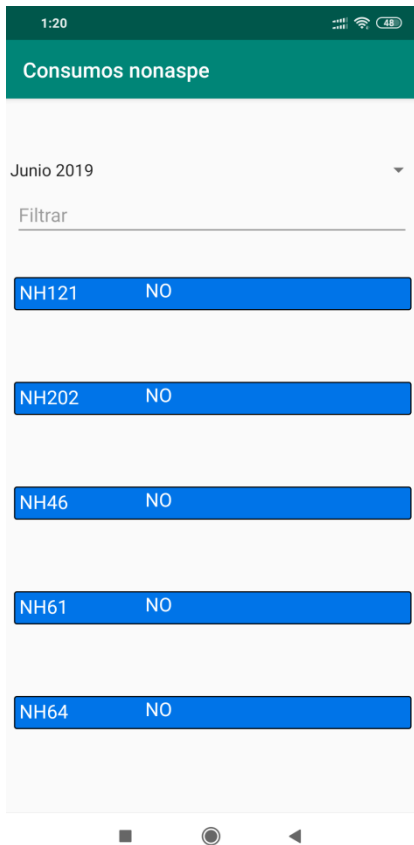 1:20
48
Consumos nonaspe
Junio 2019
Filtrar
NH121 NO
NH202 NO
NH46 NO
NH61 NO
NH64 NO